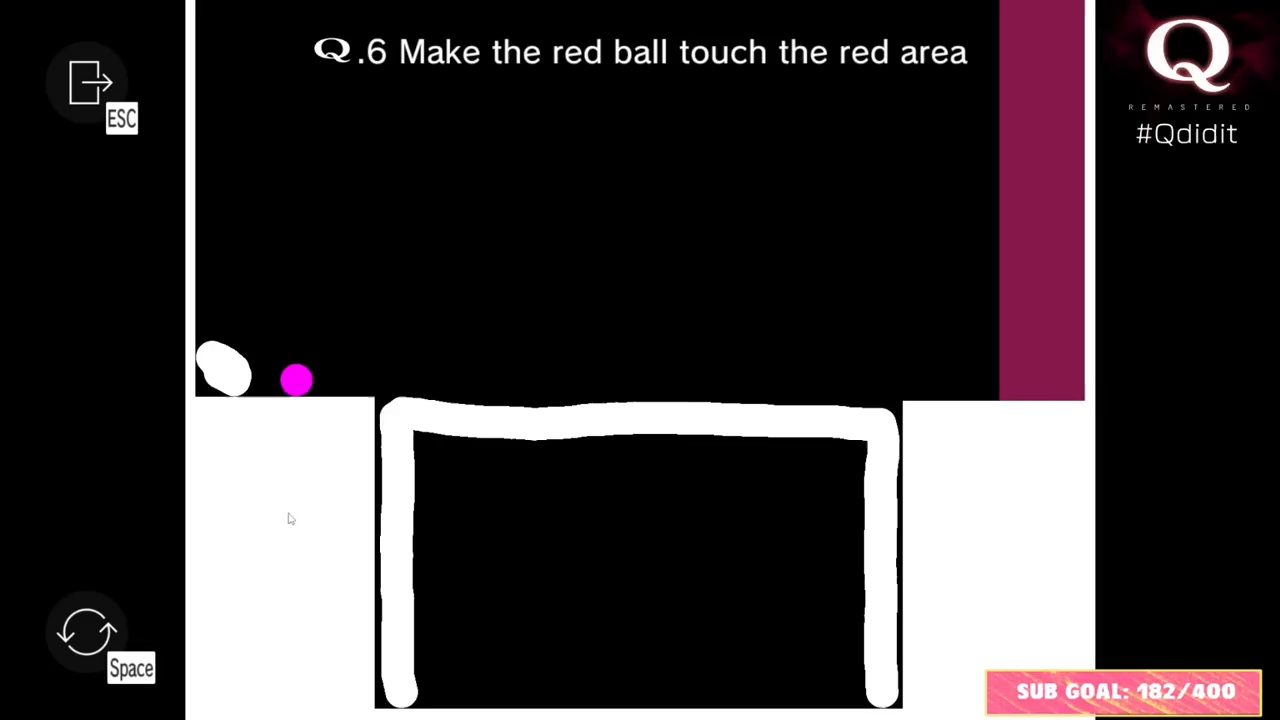 Q.6 Make the red ball touch the red area
ESC
Q
REMASTERED
#Qdidit
Space
SUB GOAL: 182/400